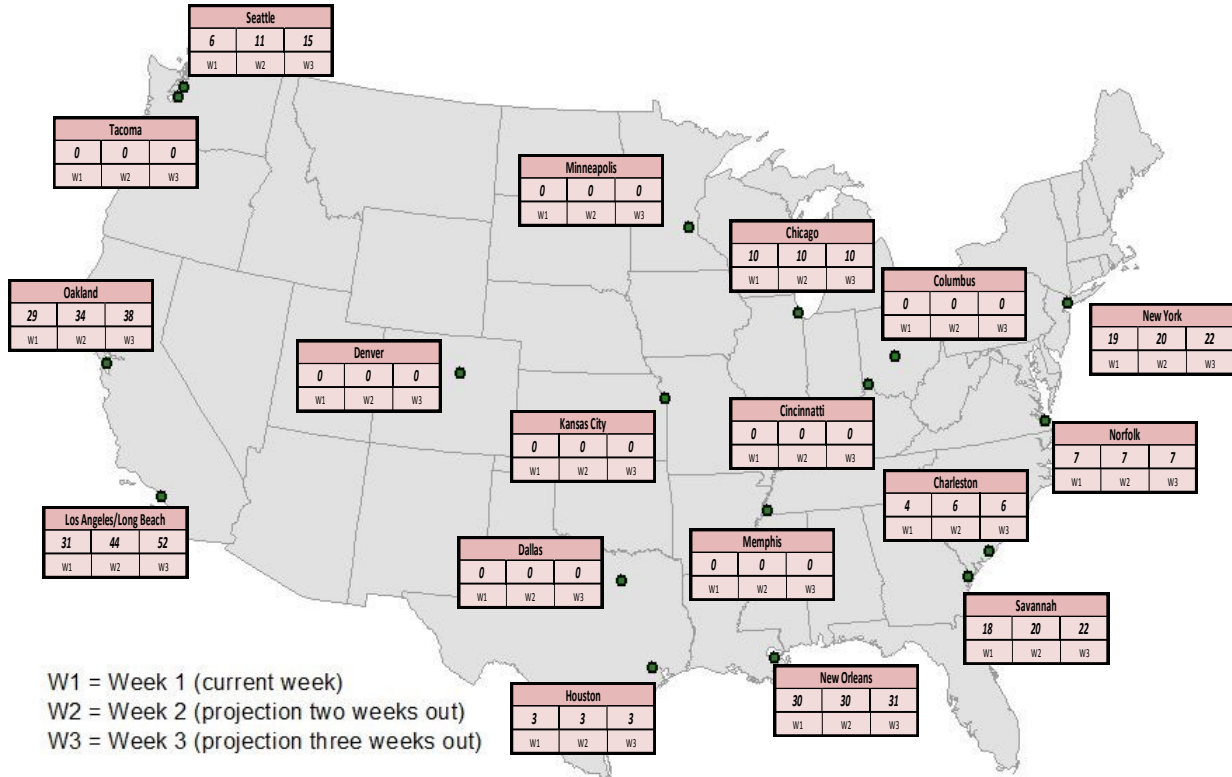 Seattle
6 11 15
W1 W2 W3
Tacoma
0 0 0
W1 W2 W3
Minneapolis
0 0 0
W1 W2 W3
Chicago
10 10 10
W1 W2 W3
Columbus
0 0 0
W1 W2 W3
Oakland
29 34 38
W1 W2 W3
New York
19 20 22
W1 W2 W3
Denver
0 0 0
W1 W2 W3
Kansas City
0 0 0
W1 W2 W3
Cincinnatti
0 0 0
W1 W2 W3
Norfolk
7 7 7
W1 W2 W3
Charleston
4 6 6
W1 W2 W3
Los Angeles/Long Beach
31 44 52
W1 W2 W3
Dallas
0 0 0
W1 W2 W3
Memphis
0 0 0
W1 W2 W3
Savannah
18 20 22
W1 W2 W3
New Orleans
30 30 31
W1 W2 W3
Houston
3 3 3
W1 W2 W3
W1 = Week 1 (current week)
W2 = Week 2 (projection two weeks out)
W3 = Week 3 (projection three weeks out)